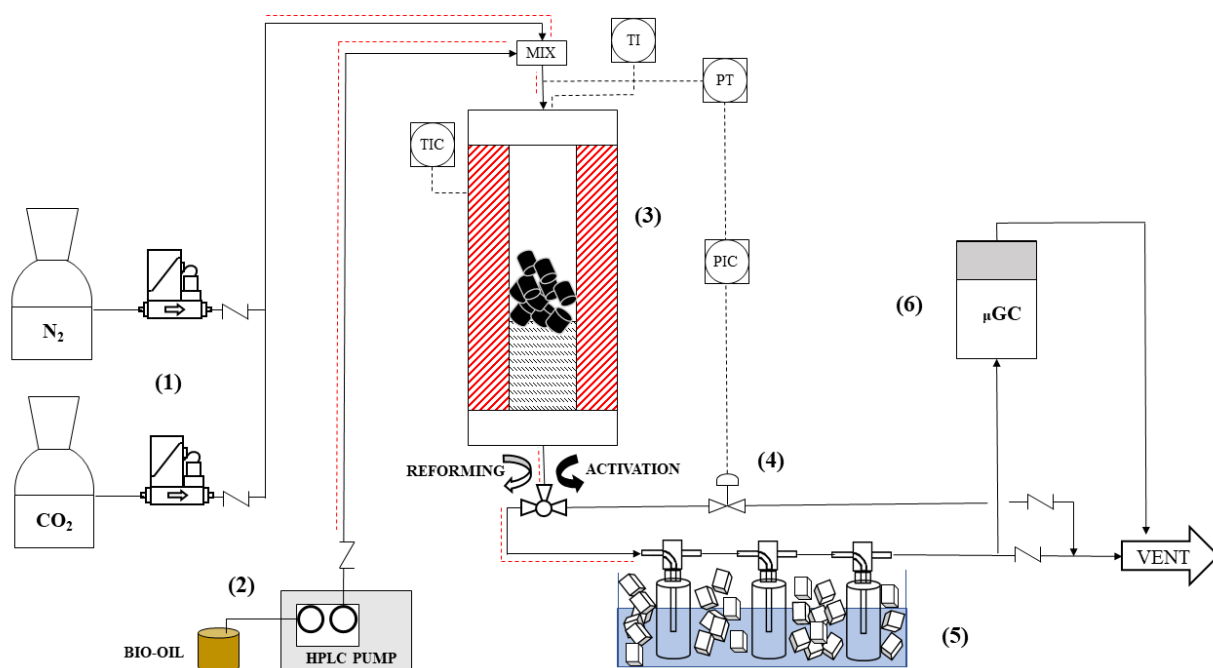 MIX
TI
PT
TIC
(3)
PIC
N₂
(1)
(6)
μGC
CO₂
REFORMING
ACTIVATION
(4)
VENT
(2)
BIO-OIL
HPLC PUMP
(5)